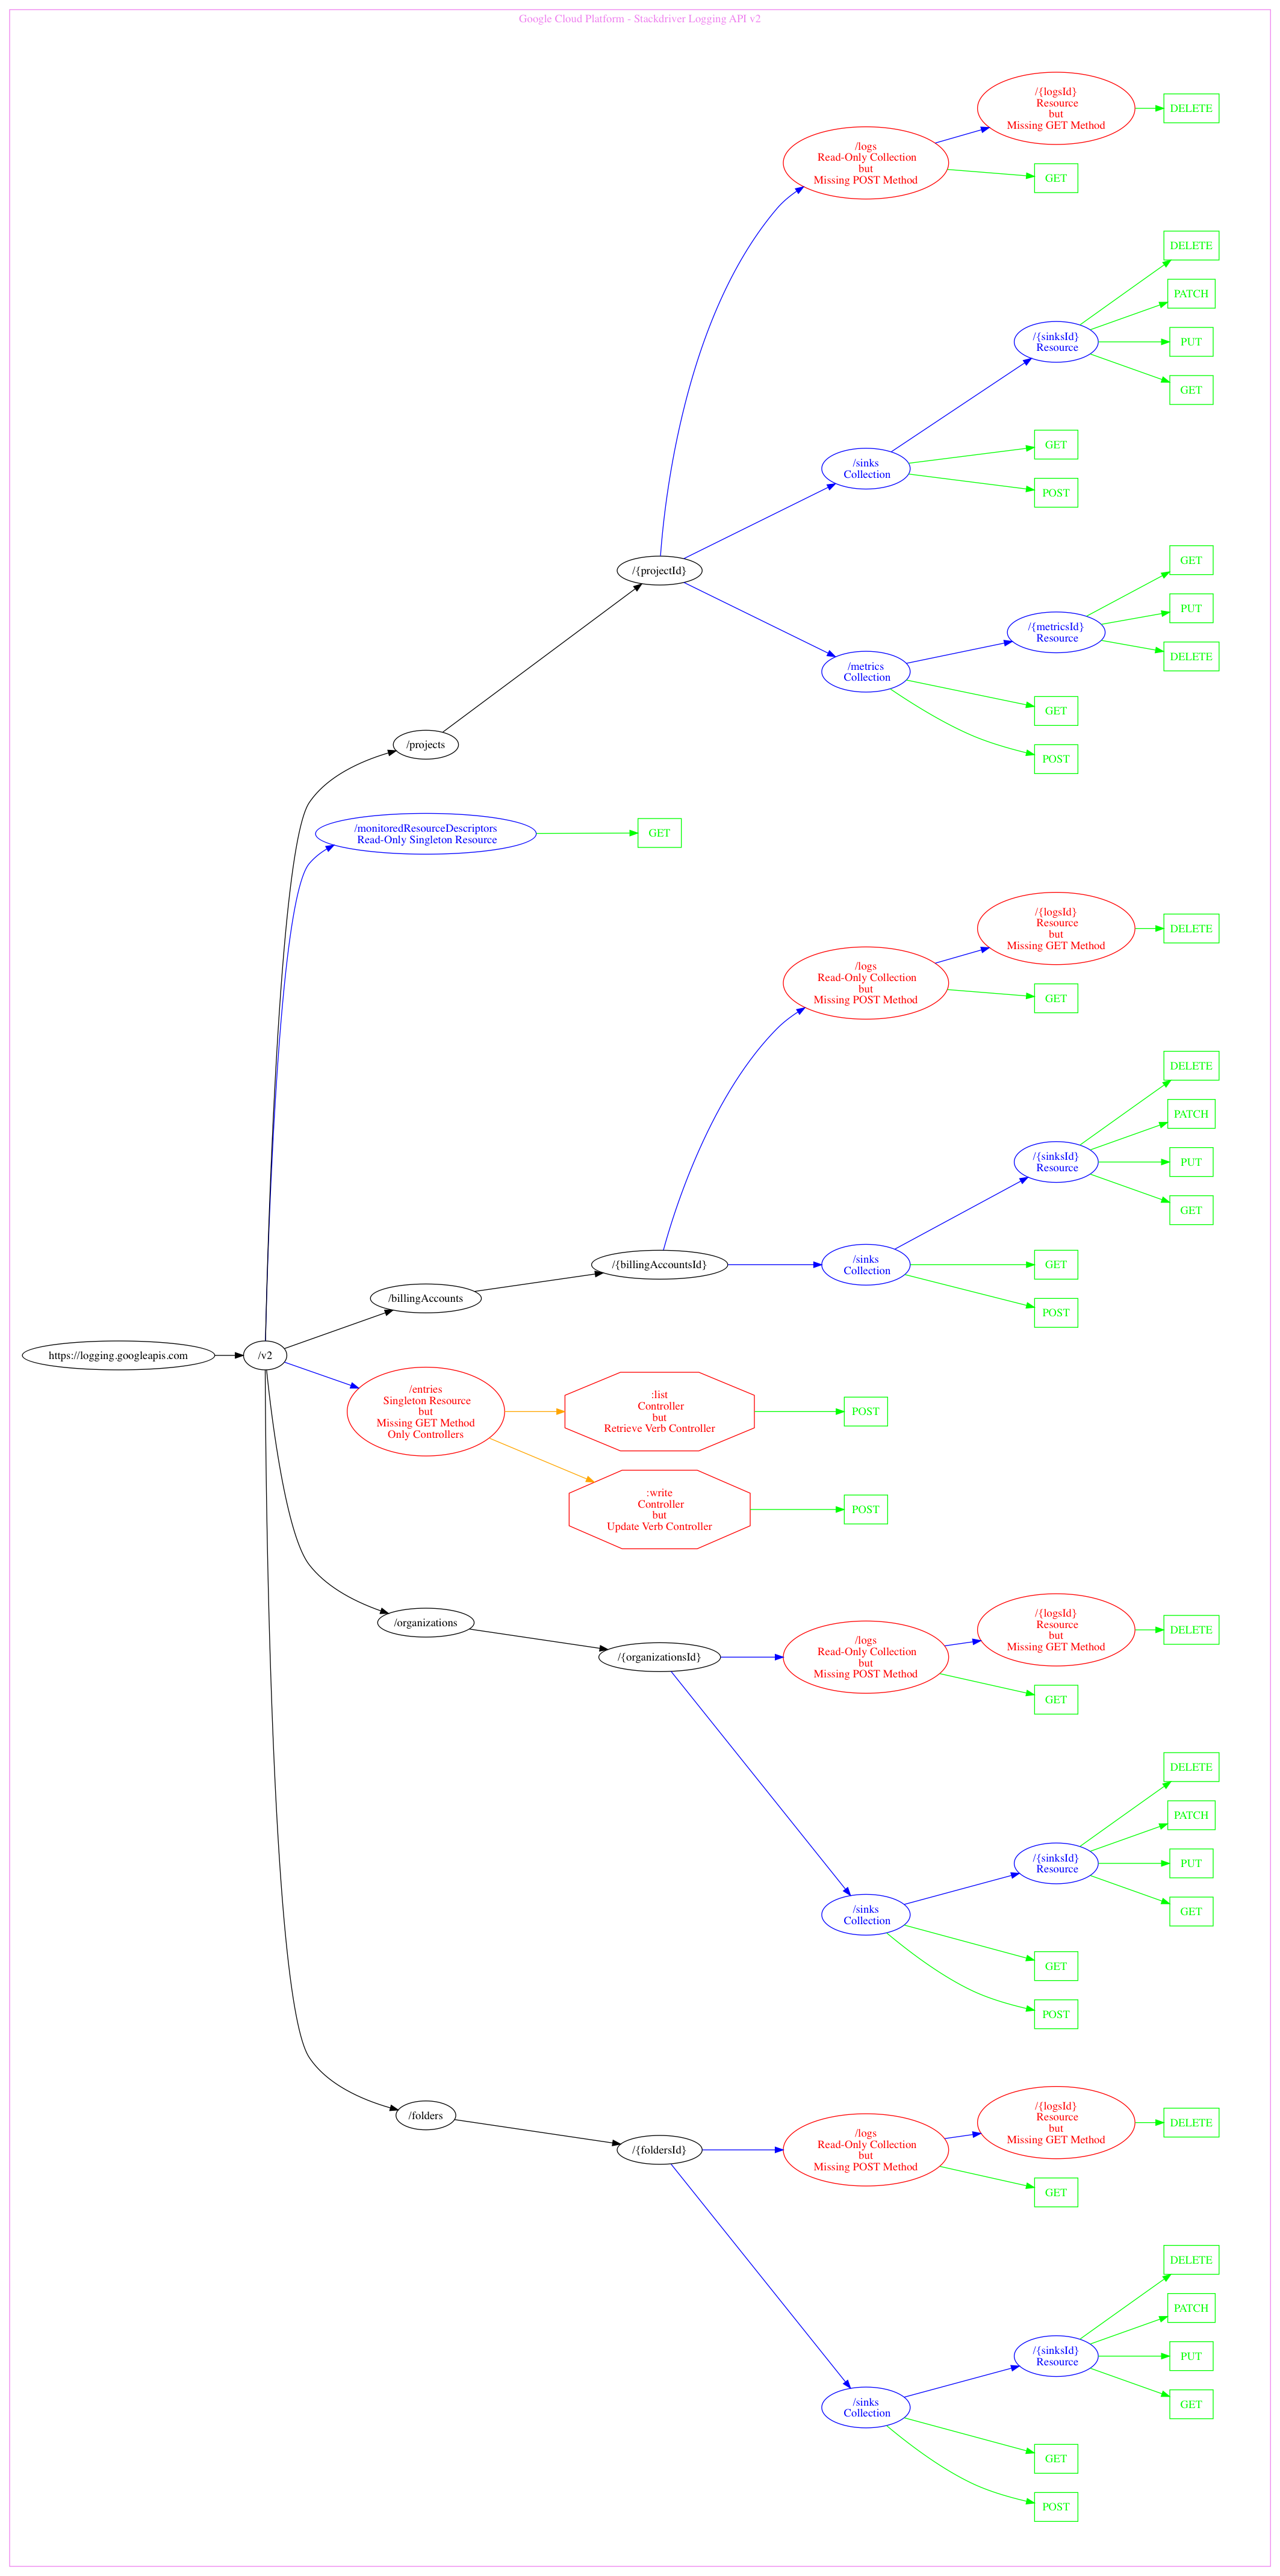 Google Cloud Platform - Stackdriver Logging API v2
/{logsId}
Resource
but
Missing GET Method
DELETE
/logs
Read-Only Collection
but
Missing POST Method
GET
DELETE
PATCH
/{sinksId}
Resource
PUT
GET
/sinks
Collection
GET
POST
/{projectId}
GET
/{metricsId}
Resource
PUT
DELETE
/metrics
Collection
GET
POST
/projects
/monitoredResourceDescriptors
Read-Only Singleton Resource
GET
/{logsId}
Resource
but
Missing GET Method
DELETE
/logs
Read-Only Collection
but
Missing POST Method
GET
DELETE
PATCH
/{sinksId}
Resource
PUT
GET
/{billingAccountsId}
/sinks
Collection
GET
POST
/billingAccounts
https://logging.googleapis.com
/v2
/entries
Singleton Resource
but
Missing GET Method
Only Controllers
:list
Controller
but
Retrieve Verb Controller
POST
:write
Controller
but
Update Verb Controller
POST
/organizations
/{organizationsId}
/logs
Read-Only Collection
but
Missing POST Method
/{logsId}
Resource
but
Missing GET Method
DELETE
GET
DELETE
PATCH
/{sinksId}
Resource
PUT
GET
/sinks
Collection
GET
POST
/folders
/{foldersId}
/logs
Read-Only Collection
but
Missing POST Method
/{logsId}
Resource
but
Missing GET Method
DELETE
GET
DELETE
PATCH
/{sinksId}
Resource
PUT
GET
/sinks
Collection
GET
POST